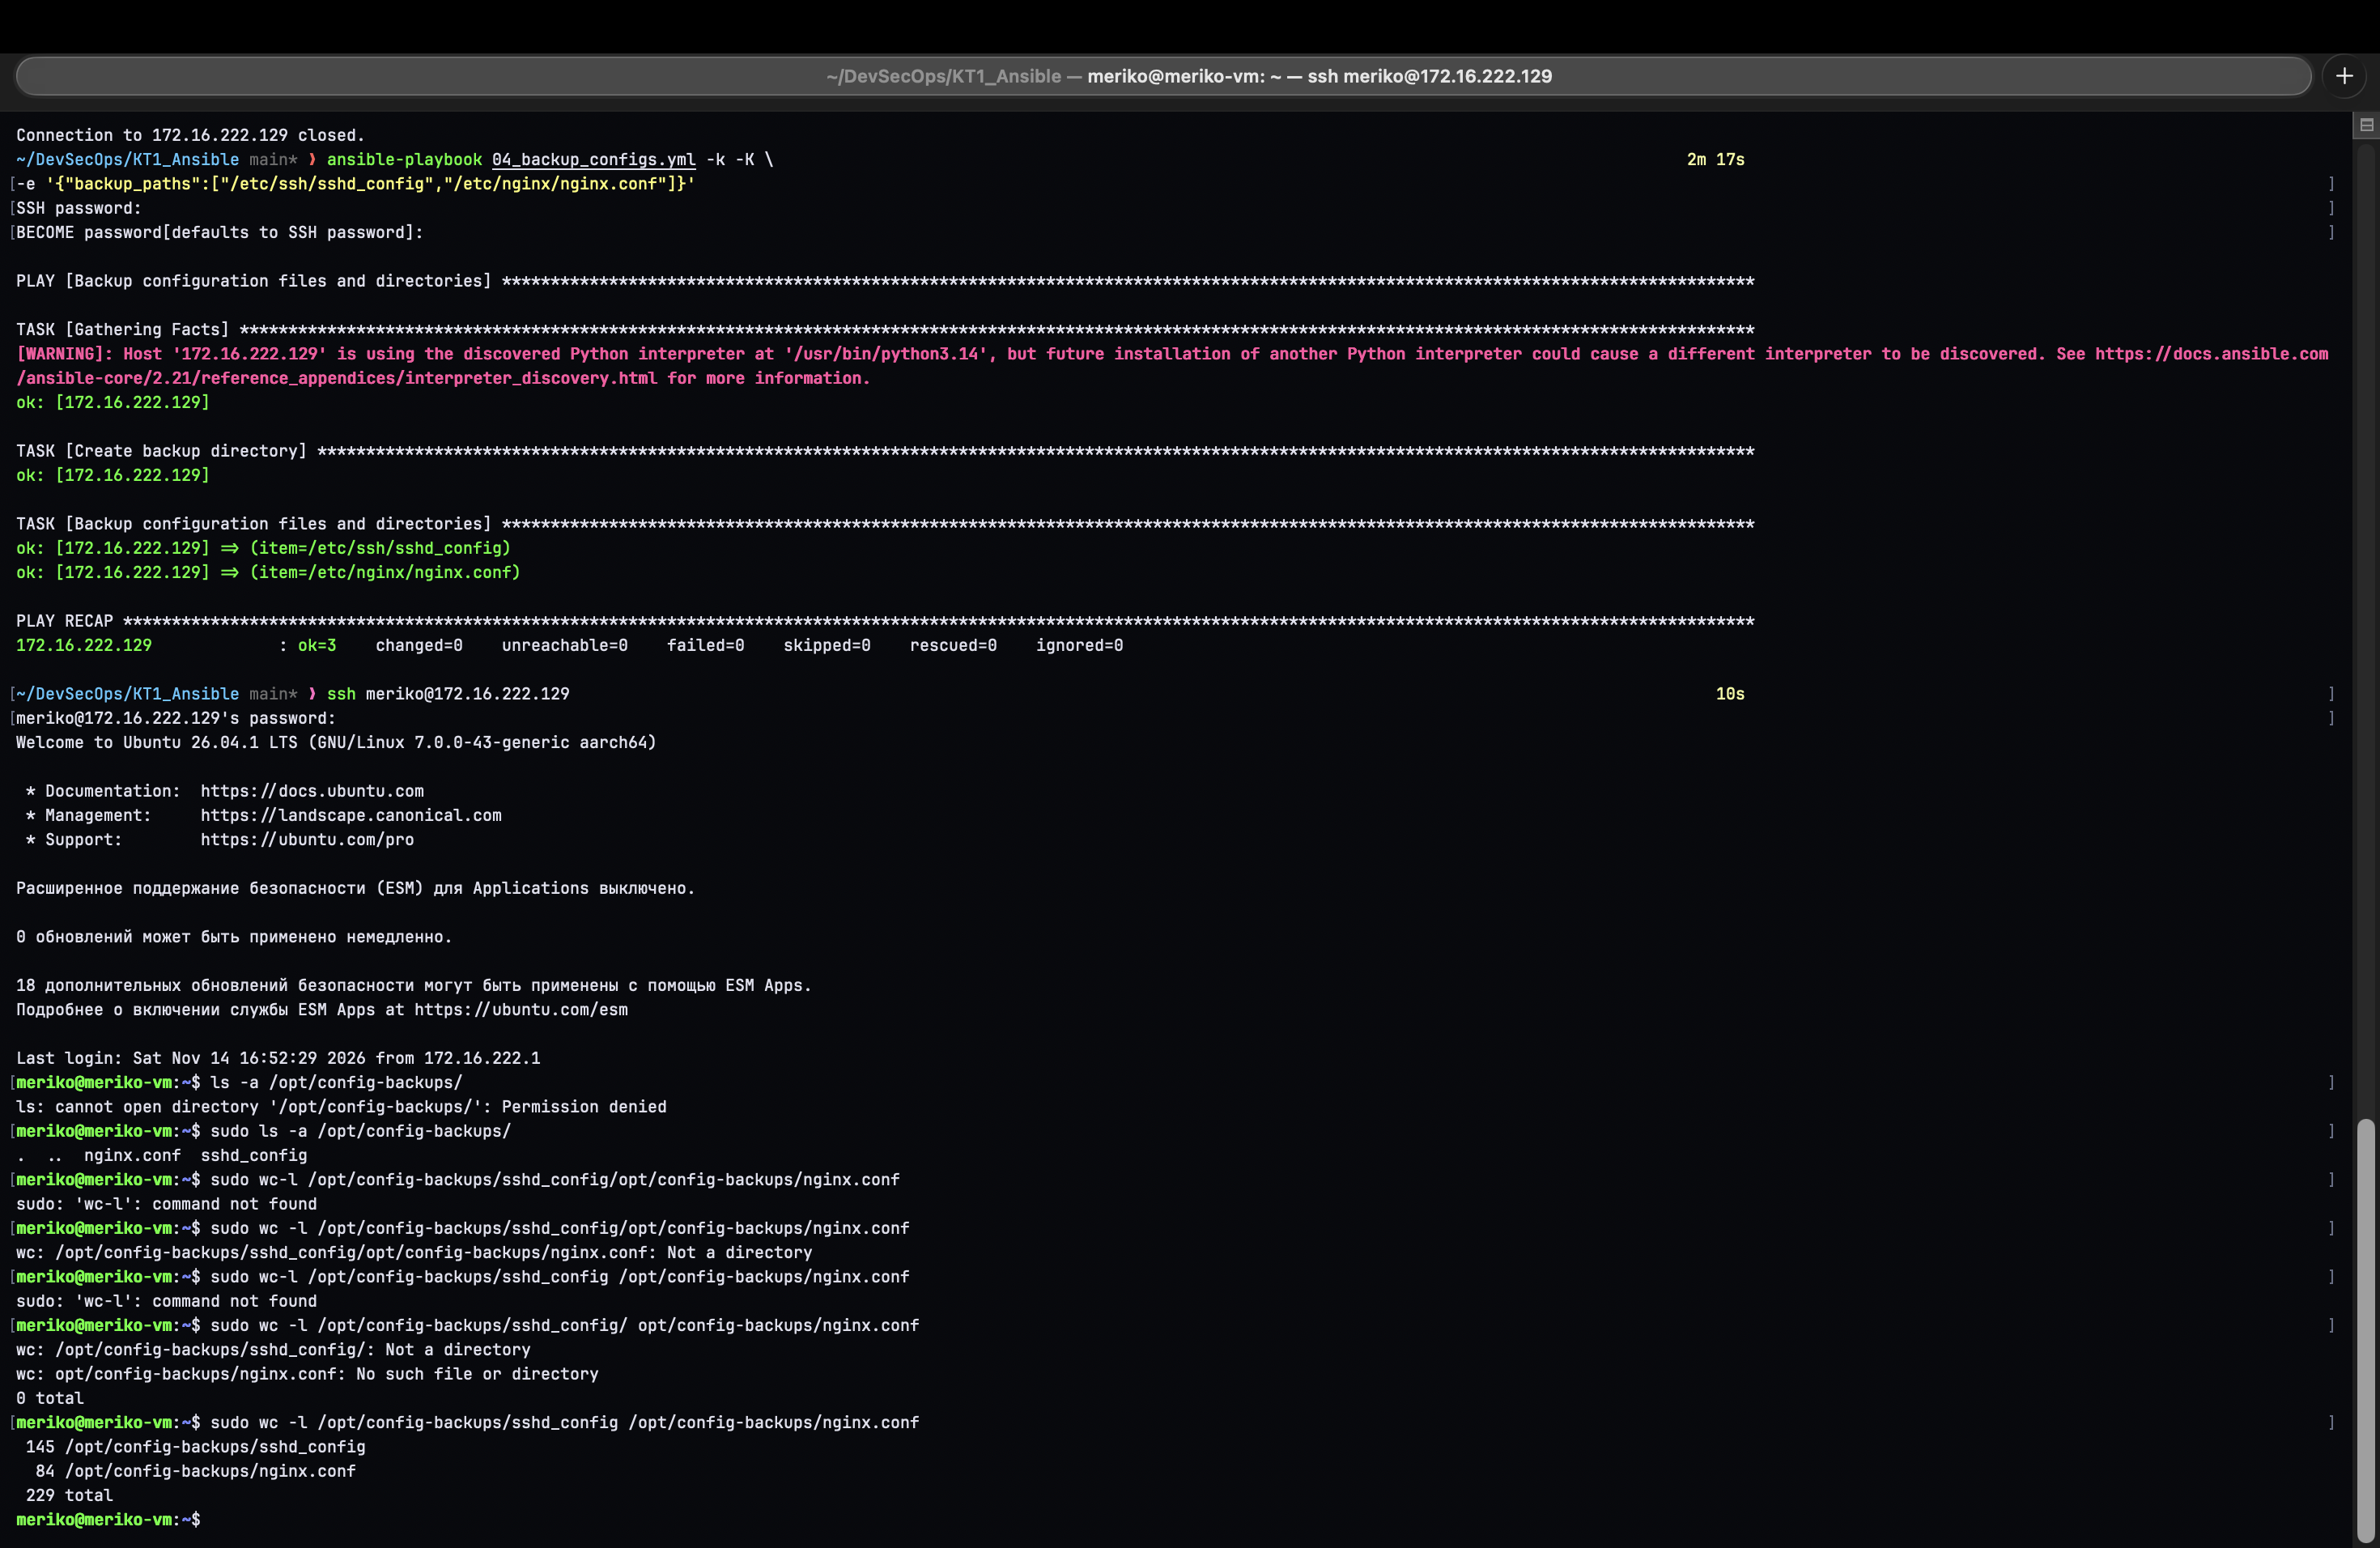 ~/DevSecOps/KT1_Ansible — meriko@meriko-vm: ~ — ssh meriko@172.16.222.129
Connection to 172.16.222.129 closed.
~/DevSecOps/KT1_Ansible main* ❯ ansible-playbook 04_backup_configs.yml -k -K \ 2m 17s
[-e '{"backup_paths":["/etc/ssh/sshd_config","/etc/nginx/nginx.conf"]}' ]
[SSH password: ]
[BECOME password[defaults to SSH password]: ]
PLAY [Backup configuration files and directories] *********************************************************************************************************************************
TASK [Gathering Facts] ************************************************************************************************************************************************************
[WARNING]: Host '172.16.222.129' is using the discovered Python interpreter at '/usr/bin/python3.14', but future installation of another Python interpreter could cause a different interpreter to be discovered. See https://docs.ansible.com
/ansible-core/2.21/reference_appendices/interpreter_discovery.html for more information.
ok: [172.16.222.129]
TASK [Create backup directory] ****************************************************************************************************************************************************
ok: [172.16.222.129]
TASK [Backup configuration files and directories] *********************************************************************************************************************************
ok: [172.16.222.129] => (item=/etc/ssh/sshd_config)
ok: [172.16.222.129] => (item=/etc/nginx/nginx.conf)
PLAY RECAP ************************************************************************************************************************************************************************
172.16.222.129 : ok=3 changed=0 unreachable=0 failed=0 skipped=0 rescued=0 ignored=0
[~/DevSecOps/KT1_Ansible main* ❯ ssh meriko@172.16.222.129 10s ]
[meriko@172.16.222.129's password: ]
Welcome to Ubuntu 26.04.1 LTS (GNU/Linux 7.0.0-43-generic aarch64)
* Documentation: https://docs.ubuntu.com
* Management: https://landscape.canonical.com
* Support: https://ubuntu.com/pro
Расширенное поддержание безопасности (ESM) для Applications выключено.
0 обновлений может быть применено немедленно.
18 дополнительных обновлений безопасности могут быть применены с помощью ESM Apps.
Подробнее о включении службы ESM Apps at https://ubuntu.com/esm
Last login: Sat Nov 14 16:52:29 2026 from 172.16.222.1
[meriko@meriko-vm:~$ ls -a /opt/config-backups/ ]
ls: cannot open directory '/opt/config-backups/': Permission denied
[meriko@meriko-vm:~$ sudo ls -a /opt/config-backups/ ]
. .. nginx.conf sshd_config
[meriko@meriko-vm:~$ sudo wc-l /opt/config-backups/sshd_config/opt/config-backups/nginx.conf ]
sudo: 'wc-l': command not found
[meriko@meriko-vm:~$ sudo wc -l /opt/config-backups/sshd_config/opt/config-backups/nginx.conf ]
wc: /opt/config-backups/sshd_config/opt/config-backups/nginx.conf: Not a directory
[meriko@meriko-vm:~$ sudo wc-l /opt/config-backups/sshd_config /opt/config-backups/nginx.conf ]
sudo: 'wc-l': command not found
[meriko@meriko-vm:~$ sudo wc -l /opt/config-backups/sshd_config/ opt/config-backups/nginx.conf ]
wc: /opt/config-backups/sshd_config/: Not a directory
wc: opt/config-backups/nginx.conf: No such file or directory
0 total
[meriko@meriko-vm:~$ sudo wc -l /opt/config-backups/sshd_config /opt/config-backups/nginx.conf ]
145 /opt/config-backups/sshd_config
84 /opt/config-backups/nginx.conf
229 total
meriko@meriko-vm:~$